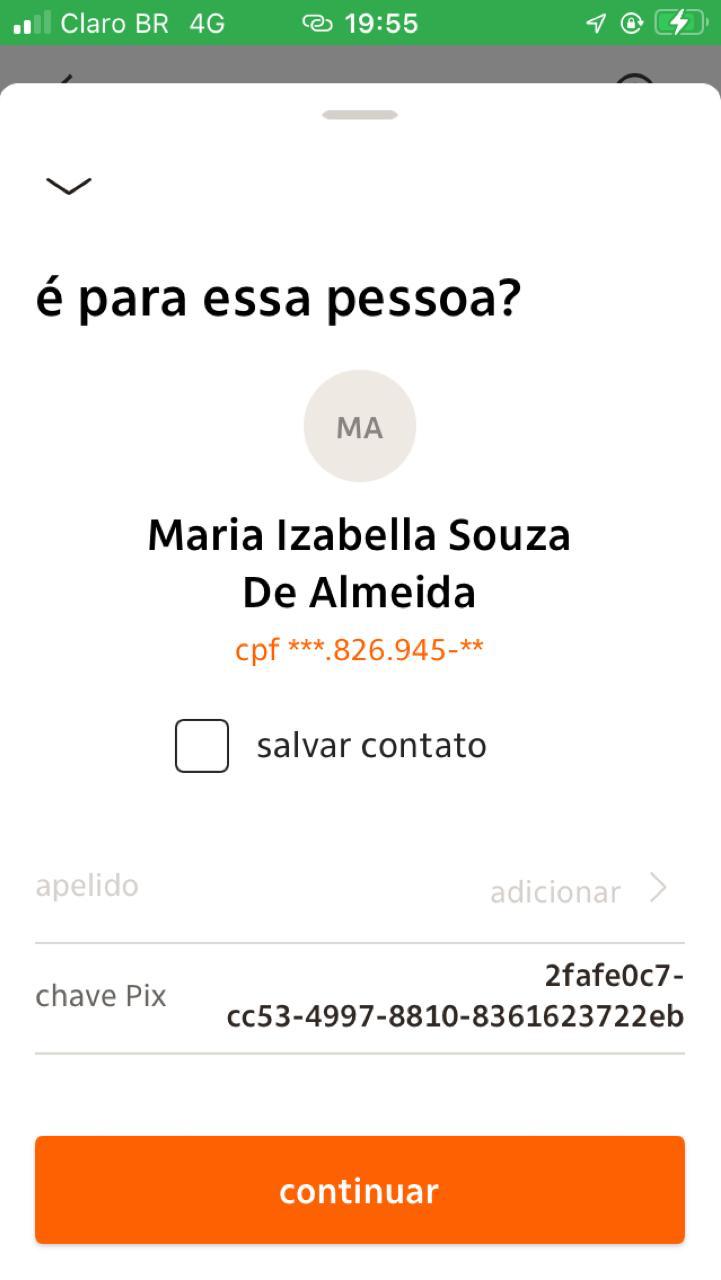 Claro BR 4G 19:55
é para essa pessoa?
MA
Maria Izabella Souza
De Almeida
cpf ***.826.945-**
salvar contato
apelido adicionar
chave Pix 2fafe0c7-
cc53-4997-8810-8361623722eb
continuar